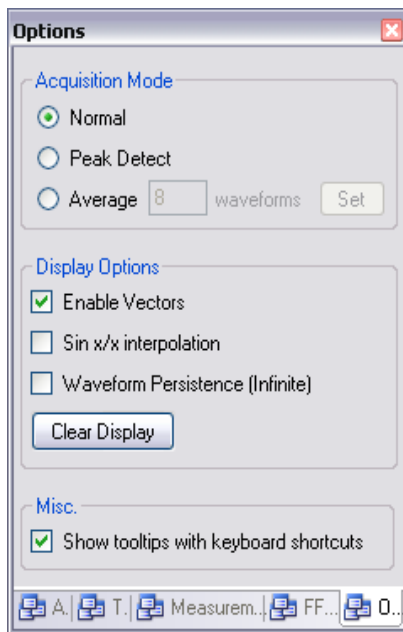 Options
Acquisition Mode
Normal
Peak Detect
Average 8 waveforms Set
Display Options
Enable Vectors
Sin x/x interpolation
Waveform Persistence (Infinite)
Clear Display
Misc.
Show tooltips with keyboard shortcuts
A. T. Measurem.. FF... O..